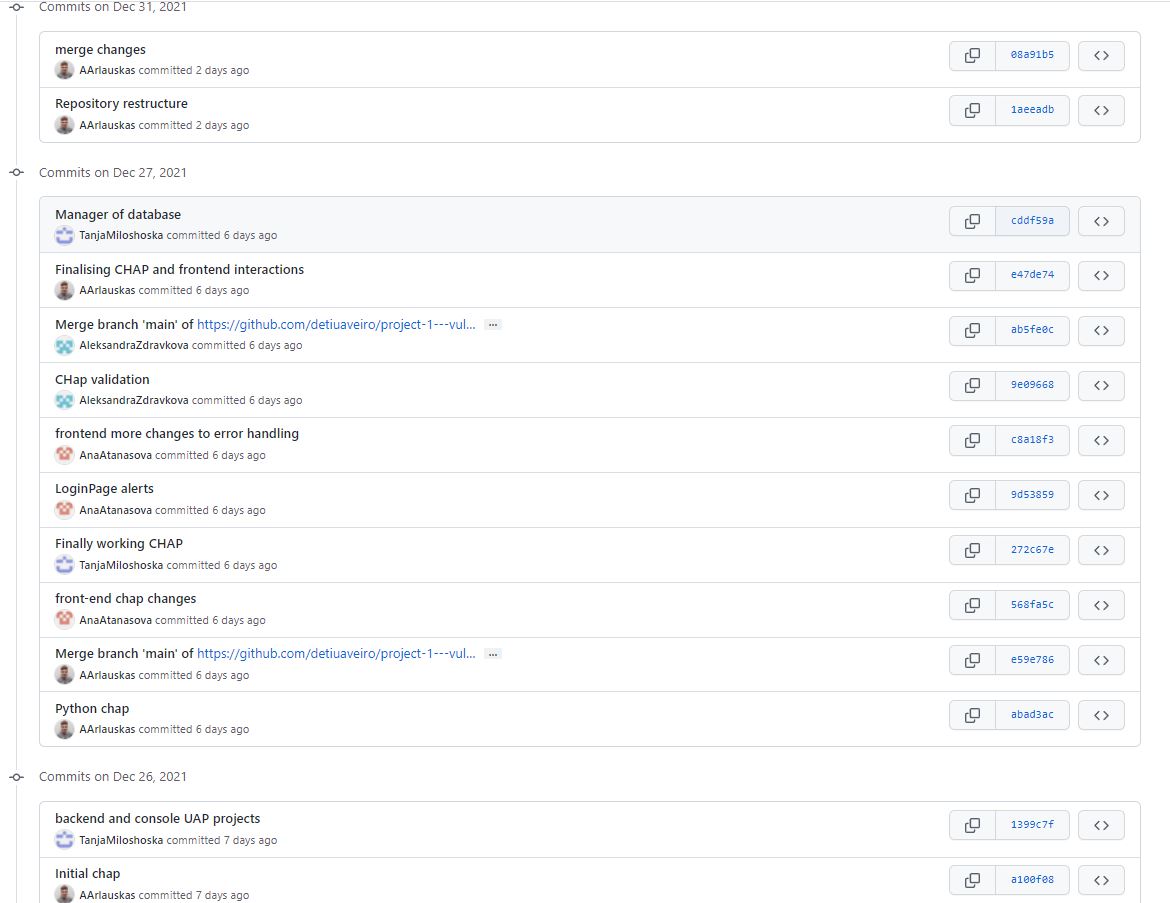 Commits on Dec 31, 2021
merge changes
08a91b5
AArlauskas committed 2 days ago
Repository restructure
1aeeadb
AArlauskas committed 2 days ago
Commits on Dec 27, 2021
Manager of database
cddf59a
TanjaMiloshoska committed 6 days ago
Finalising CHAP and frontend interactions
e47de74
AArlauskas committed 6 days ago
Merge branch 'main' of https://github.com/detiuaveiro/project-1---vul... ...
ab5fe0c
AleksandraZdravkova committed 6 days ago
CHap validation
9e09668
AleksandraZdravkova committed 6 days ago
frontend more changes to error handling
c8a18f3
AnaAtanasova committed 6 days ago
LoginPage alerts
9d53859
AnaAtanasova committed 6 days ago
Finally working CHAP
272c67e
TanjaMiloshoska committed 6 days ago
front-end chap changes
568fa5c
AnaAtanasova committed 6 days ago
Merge branch 'main' of https://github.com/detiuaveiro/project-1---vul... ...
e59e786
AArlauskas committed 6 days ago
Python chap
abad3ac
AArlauskas committed 6 days ago
Commits on Dec 26, 2021
backend and console UAP projects
1399c7f
TanjaMiloshoska committed 7 days ago
Initial chap
a100f08
AArlauskas committed 7 days ago